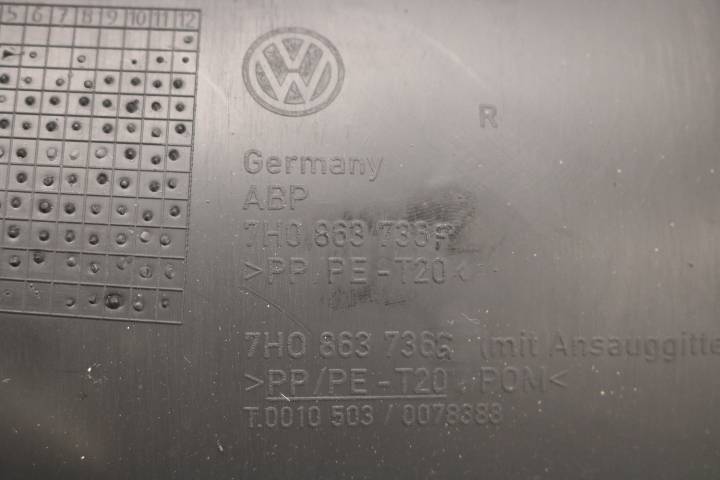 5 6 7 8 9 10 11 12
R
Germany
ABP
7H0 863 736
>PP/PE-T20<
7H0 863 736G (mit Ansauggitte
>PP/PE-T20 POM<
T.0010 503 / 0078383